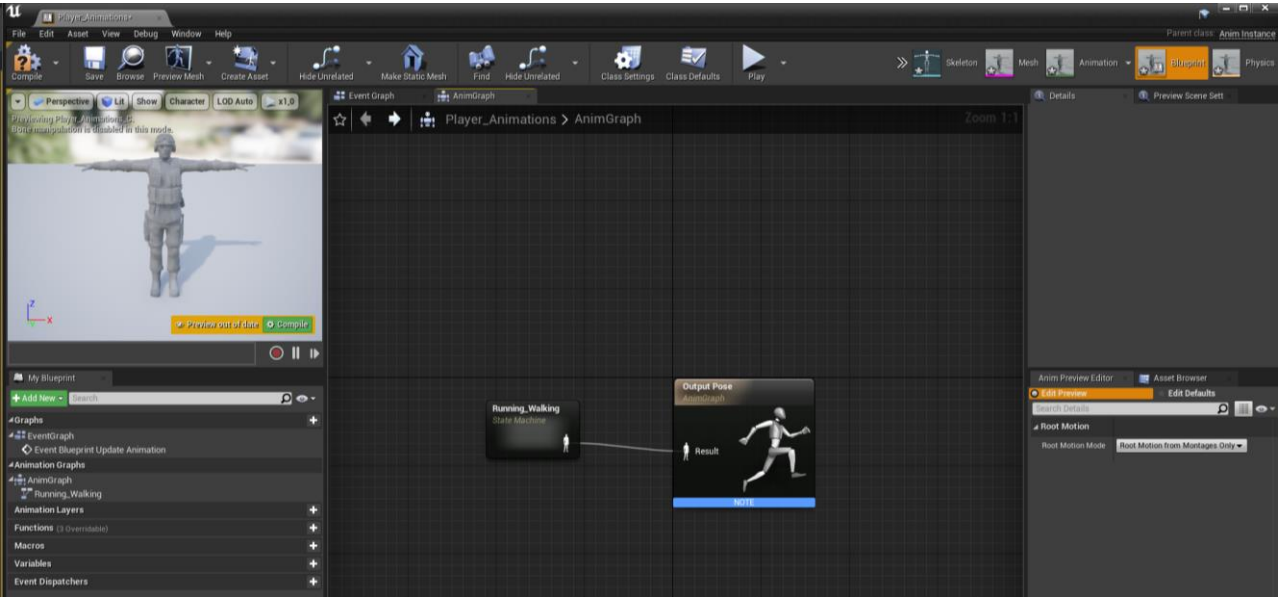 Player_Animations*
File Edit Asset View Debug Window Help
Parent class: Anim Instance
Compile Save Browse Preview Mesh Create Asset Hide Unrelated Make Static Mesh Find Hide Unrelated Class Settings Class Defaults Play Skeleton Mesh Animation Blueprint Physics
Perspective Lit Show Character LOD Auto x1,0
Previewing Player_Animations_C.
Bone manipulation is disabled in this mode.
Z
X
Preview out of date Compile
Event Graph AnimGraph
Player_Animations > AnimGraph
Zoom 1:1
Running_Walking
State Machine
Output Pose
AnimGraph
Result
NOTE
Details Preview Scene Sett
My Blueprint
+ Add New Search
Graphs
EventGraph
Event Blueprint Update Animation
Animation Graphs
AnimGraph
Running_Walking
Animation Layers
Functions (3 Overridable)
Macros
Variables
Event Dispatchers
Anim Preview Editor Asset Browser
Edit Preview Edit Defaults
Search Details
Root Motion
Root Motion Mode Root Motion from Montages Only